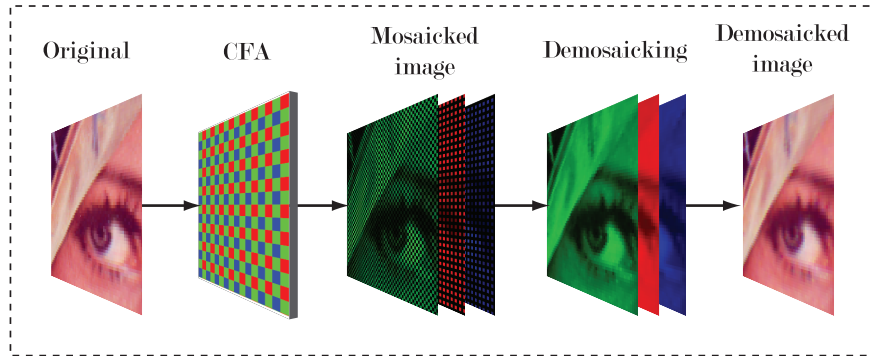 Original
CFA
Mosaicked
image
Demosaicking
Demosaicked
image